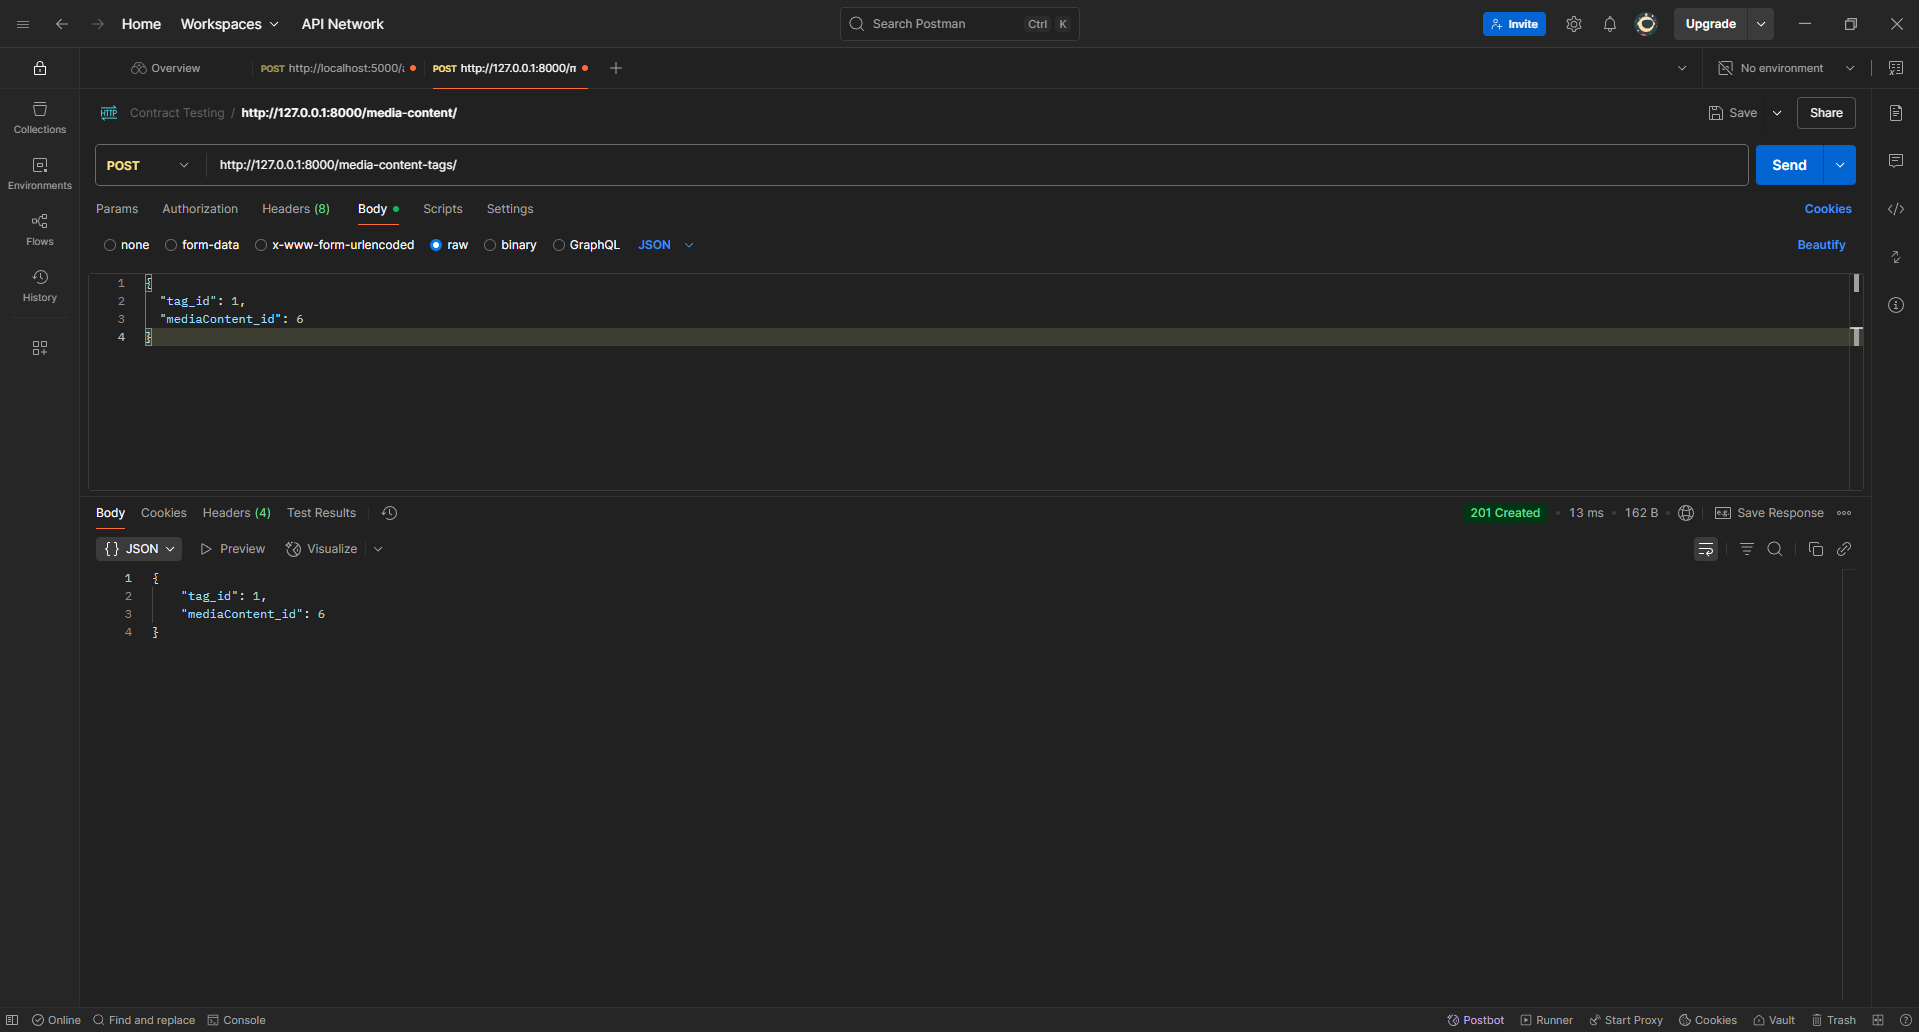 Home Workspaces API Network Search Postman Ctrl K Invite Upgrade
Overview POST http://localhost:5000/ POST http://127.0.0.1:8000/ No environment
HTTP Contract Testing / http://127.0.0.1:8000/media-content/ Save Share
Collections
POST http://127.0.0.1:8000/media-content-tags/ Send
Environments
Params Authorization Headers (8) Body Scripts Settings Cookies
Flows
none form-data x-www-form-urlencoded raw binary GraphQL JSON Beautify
History
1 {
2 "tag_id": 1,
3 "mediaContent_id": 6
4 }
Body Cookies Headers (4) Test Results 201 Created 13 ms 162 B e.g. Save Response
{} JSON Preview Visualize
1 {
2 "tag_id": 1,
3 "mediaContent_id": 6
4 }
Online Find and replace Console Postbot Runner Start Proxy Cookies Vault Trash